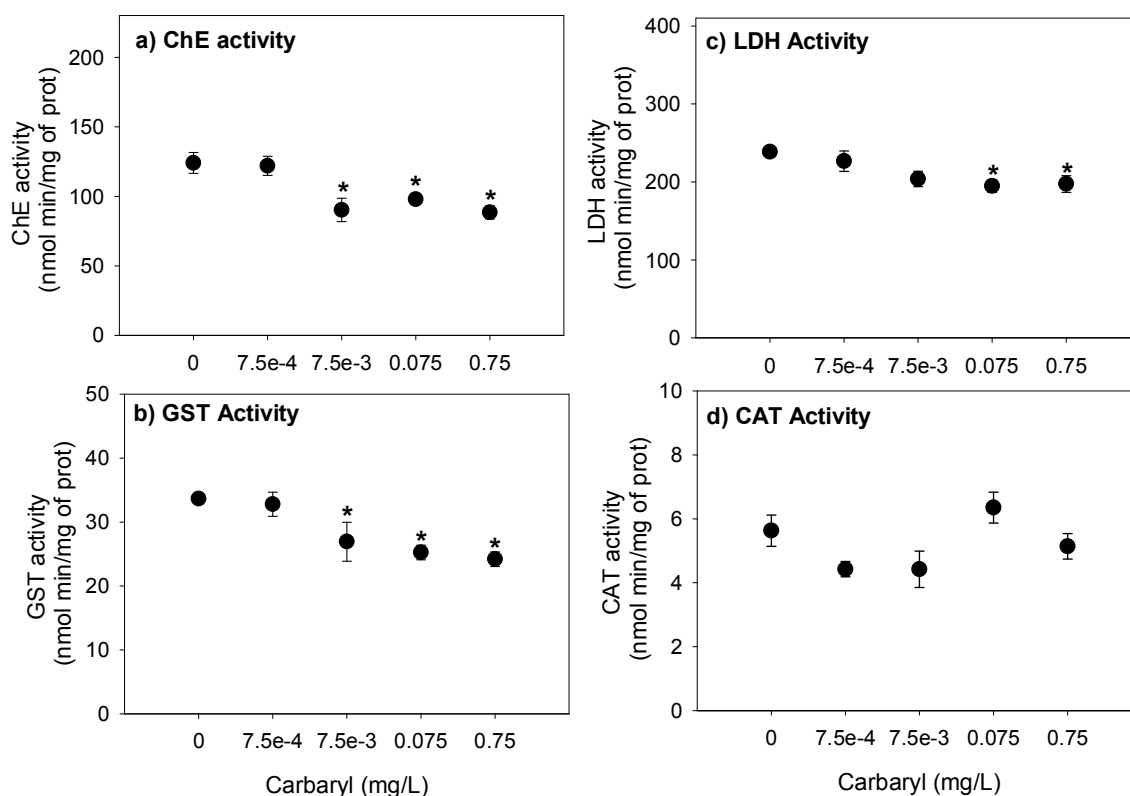 a) ChE activity
ChE activity
(nmol min/mg of prot)
200
150
100
50
0
*
*
*
0
7.5e-4
7.5e-3
0.075
0.75
b) GST Activity
GST activity
(nmol min/mg of prot)
50
40
30
20
10
0
*
*
*
0
7.5e-4
7.5e-3
0.075
0.75
Carbaryl (mg/L)
c) LDH Activity
LDH activity
(nmol min/mg of prot)
400
300
200
100
0
*
*
0
7.5e-4
7.5e-3
0.075
0.75
d) CAT Activity
CAT activity
(nmol min/mg of prot)
10
8
6
4
2
0
0
7.5e-4
7.5e-3
0.075
0.75
Carbaryl (mg/L)